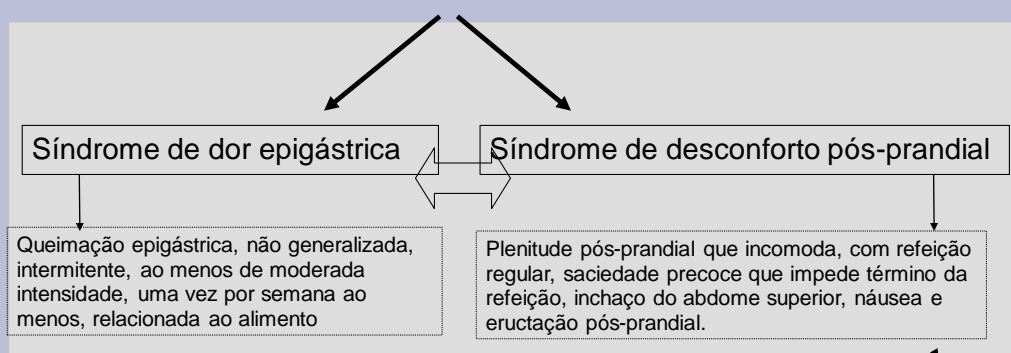 Síndrome de dor epigástrica
Síndrome de desconforto pós-prandial
Queimação epigástrica, não generalizada,
intermitente, ao menos de moderada
intensidade, uma vez por semana ao
menos, relacionada ao alimento
Plenitude pós-prandial que incomoda, com refeição
regular, saciedade precoce que impede término da
refeição, inchaço do abdome superior, náusea e
eructação pós-prandial.